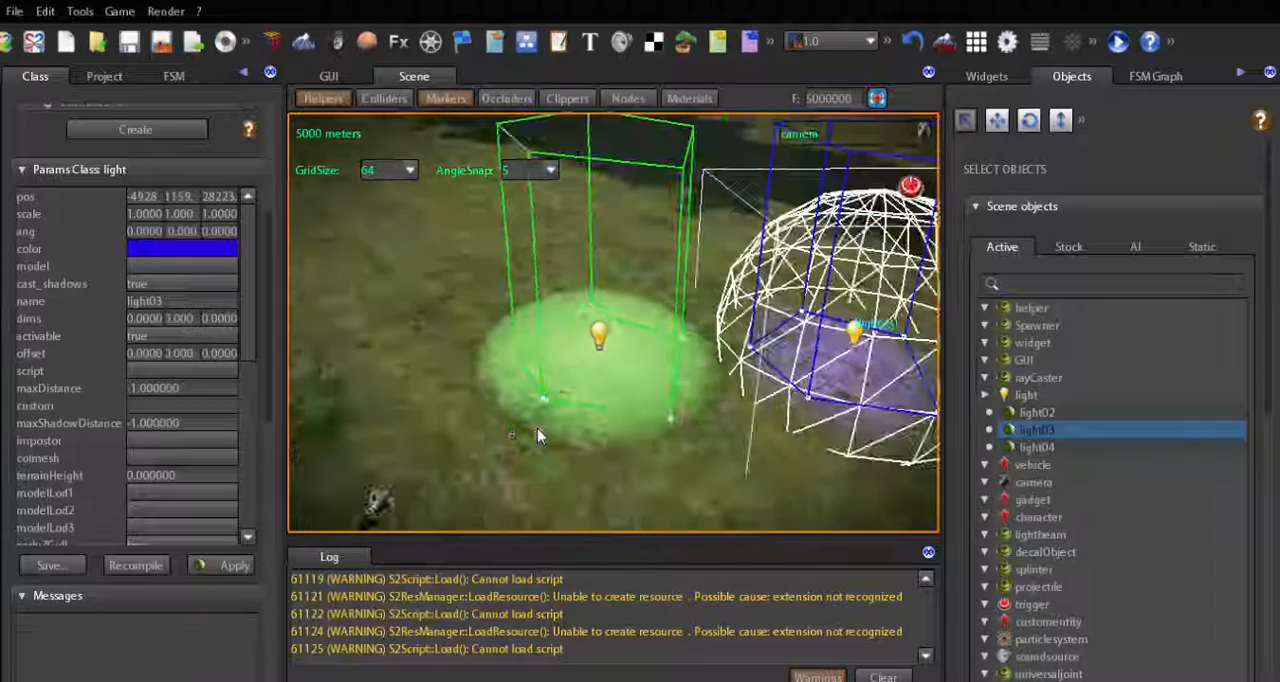 File Edit Tools Game Render ?
S2 Fx T 1.0
Class Project FSM
GUI Scene
Widgets Objects FSM Graph
Helpers Colliders Markers Occluders Clippers Nodes Materials F: 5000000
Create
5000 meters
camera
GridSize: 64 AngleSnap: 5
SELECT OBJECTS
Params Class: light
pos -4928 1159. 28223.
scale 1.0000 1.000 1.0000
ang 0.0000 0.000 0.0000
color
model
cast_shadows true
name light03
dims 0.0000 0.000 0.0000
activable true
offset 0.0000 0.000 0.0000
script
maxDistance -1.000000
custom
maxShadowDistance -1.000000
impostor
colmesh
terrainHeight 0.000000
modelLod1
modelLod2
modelLod3
Save... Recompile Apply
Messages
Scene objects
Active Stock AI Static
helper
Spawner
widget
GUI
rayCaster
light
light02
light03
light04
vehicle
camera
gadget
character
lightbeam
decalObject
splinter
projectile
trigger
customentity
particlesystem
soundsource
universaljoint
Log
61119 (WARNING) S2Script::Load(): Cannot load script
61121 (WARNING) S2ResManager::LoadResource(): Unable to create resource . Possible cause: extension not recognized
61122 (WARNING) S2Script::Load(): Cannot load script
61124 (WARNING) S2ResManager::LoadResource(): Unable to create resource . Possible cause: extension not recognized
61125 (WARNING) S2Script::Load(): Cannot load script
Warnings Clear